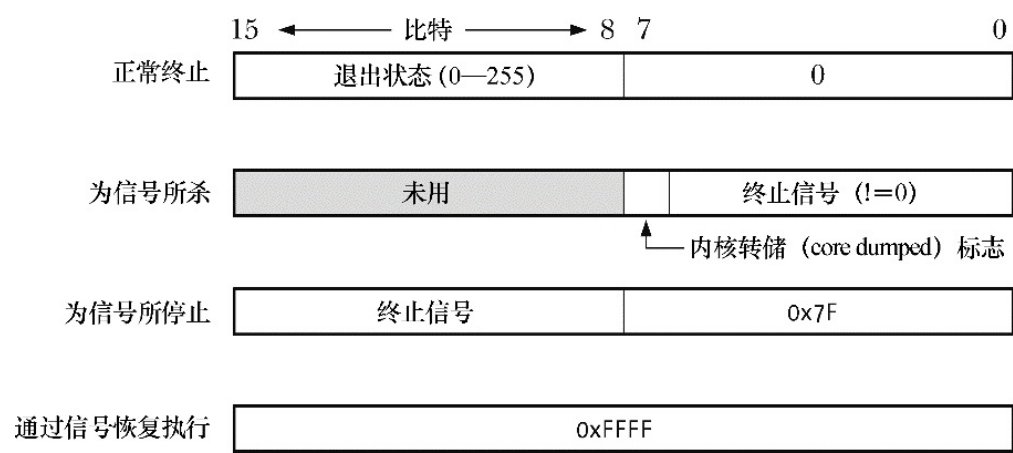 15 比特 8 7 0
正常终止 退出状态 (0—255) 0
为信号所杀 未用 终止信号 (!=0)
内核转储 (core dumped) 标志
为信号所停止 终止信号 0x7F
通过信号恢复执行 0xFFFF